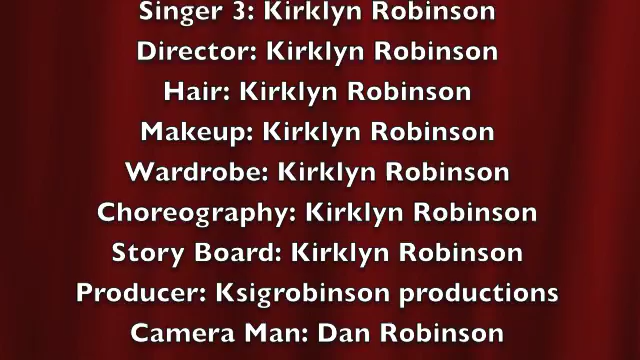 Singer 3: Kirklyn Robinson
Director: Kirklyn Robinson
Hair: Kirklyn Robinson
Makeup: Kirklyn Robinson
Wardrobe: Kirklyn Robinson
Choreography: Kirklyn Robinson
Story Board: Kirklyn Robinson
Producer: Ksigrobinson productions
Camera Man: Dan Robinson